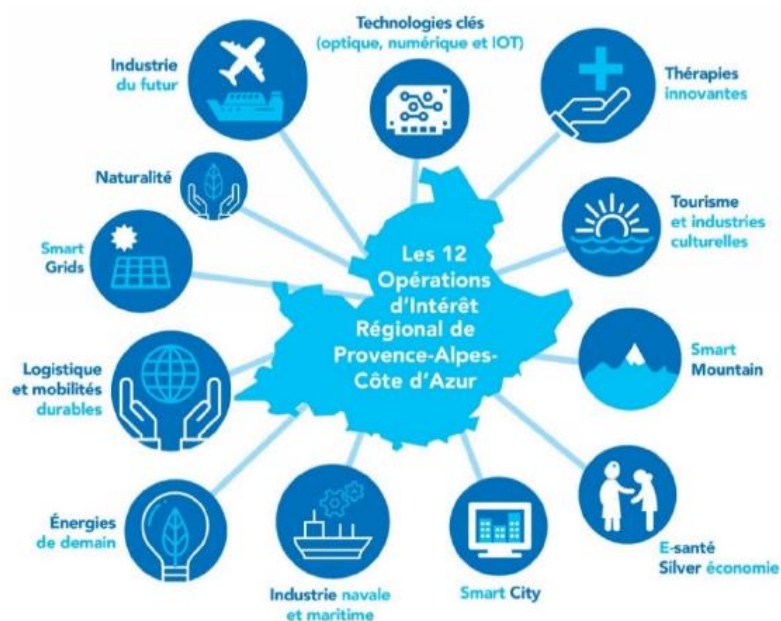 Technologies clés
(optique, numérique et IOT)
Industrie
du futur
Thérapies
innovantes
Naturalité
Tourisme
et industries
culturelles
Smart
Grids
Les 12
Opérations
d'Intérêt
Régional de
Provence-Alpes-
Côte d'Azur
Smart
Mountain
Logistique
et mobilités
durables
Énergies
de demain
Industrie navale
et maritime
Smart City
E-santé
Silver économie